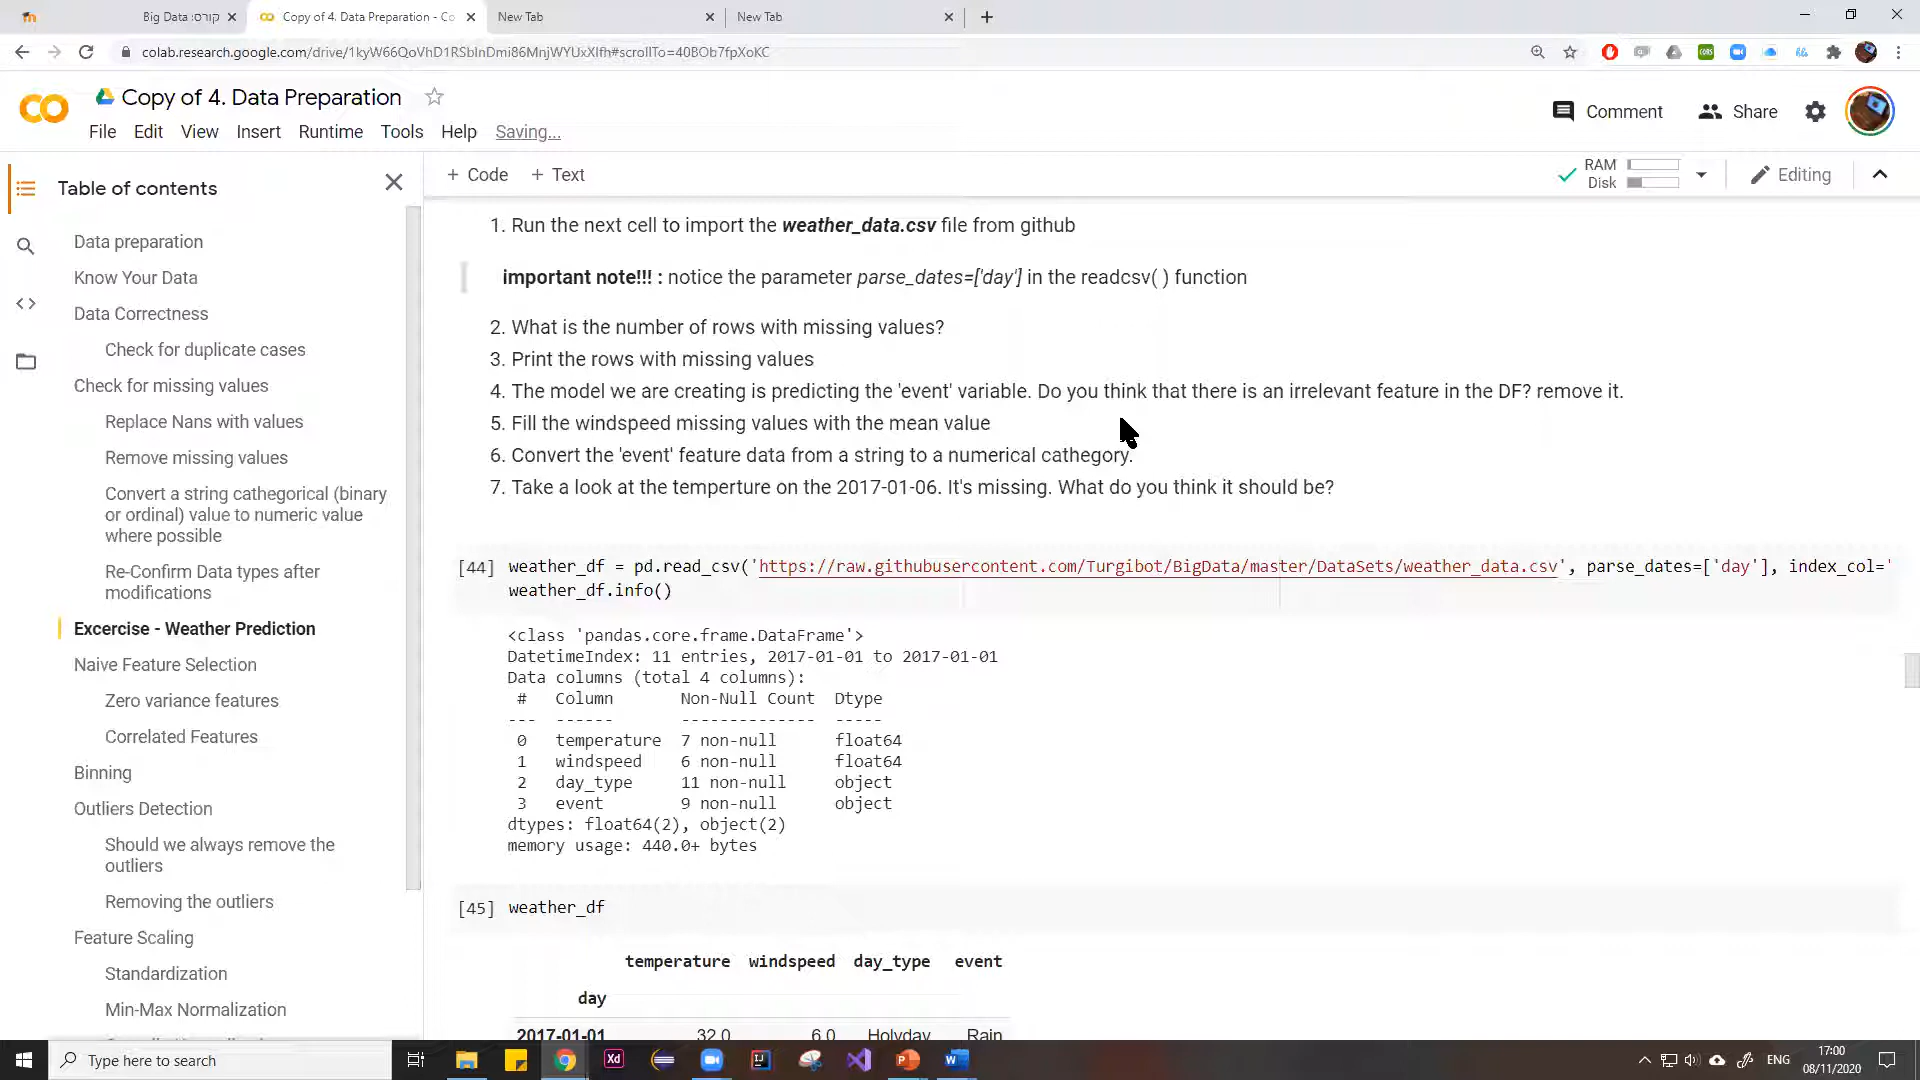 Big Data :קורס
Copy of 4. Data Preparation - Co
New Tab
New Tab
colab.research.google.com/drive/1kyW66QoVhD1RSbInDmi86MnjWYUxXlfh#scrollTo=40BOb7fpXoKC
Copy of 4. Data Preparation
Comment
Share
File Edit View Insert Runtime Tools Help Saving...
Table of contents
+ Code + Text
RAM
Disk
Editing
Data preparation
Know Your Data
Data Correctness
Check for duplicate cases
Check for missing values
Replace Nans with values
Remove missing values
Convert a string cathegorical (binary
or ordinal) value to numeric value
where possible
Re-Confirm Data types after
modifications
Excercise - Weather Prediction
Naive Feature Selection
Zero variance features
Correlated Features
Binning
Outliers Detection
Should we always remove the
outliers
Removing the outliers
Feature Scaling
Standardization
Min-Max Normalization
1. Run the next cell to import the weather_data.csv file from github
important note!!! : notice the parameter parse_dates=['day'] in the readcsv( ) function
2. What is the number of rows with missing values?
3. Print the rows with missing values
4. The model we are creating is predicting the 'event' variable. Do you think that there is an irrelevant feature in the DF? remove it.
5. Fill the windspeed missing values with the mean value
6. Convert the 'event' feature data from a string to a numerical cathegory.
7. Take a look at the temperture on the 2017-01-06. It's missing. What do you think it should be?
[44] weather_df = pd.read_csv('https://raw.githubusercontent.com/Turgibot/BigData/master/DataSets/weather_data.csv', parse_dates=['day'], index_col='
weather_df.info()
<class 'pandas.core.frame.DataFrame'>
DatetimeIndex: 11 entries, 2017-01-01 to 2017-01-01
Data columns (total 4 columns):
# Column Non-Null Count Dtype
--- ------ -------------- -----
0 temperature 7 non-null float64
1 windspeed 6 non-null float64
2 day_type 11 non-null object
3 event 9 non-null object
dtypes: float64(2), object(2)
memory usage: 440.0+ bytes
[45] weather_df
temperature windspeed day_type event
day
2017-01-01 32.0 6.0 Holyday Rain
Type here to search
Xd
ENG
17:00
08/11/2020